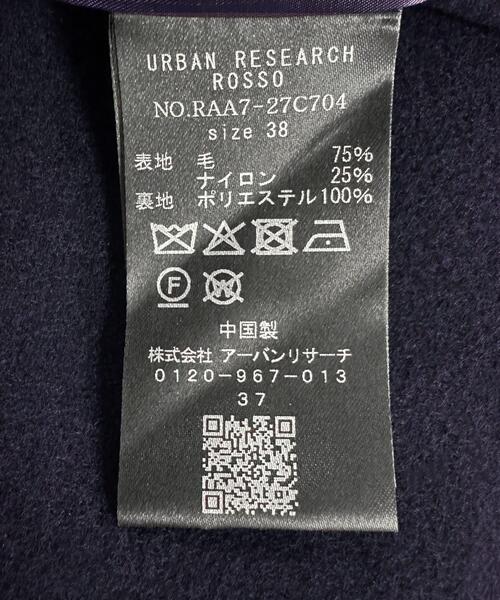 URBAN RESEARCH
ROSSO
NO.RAA7-27C704
size 38
表地 毛 75%
ナイロン 25%
裏地 ポリエステル100%
F W
中国製
株式会社 アーバンリサーチ
0120-967-013
37